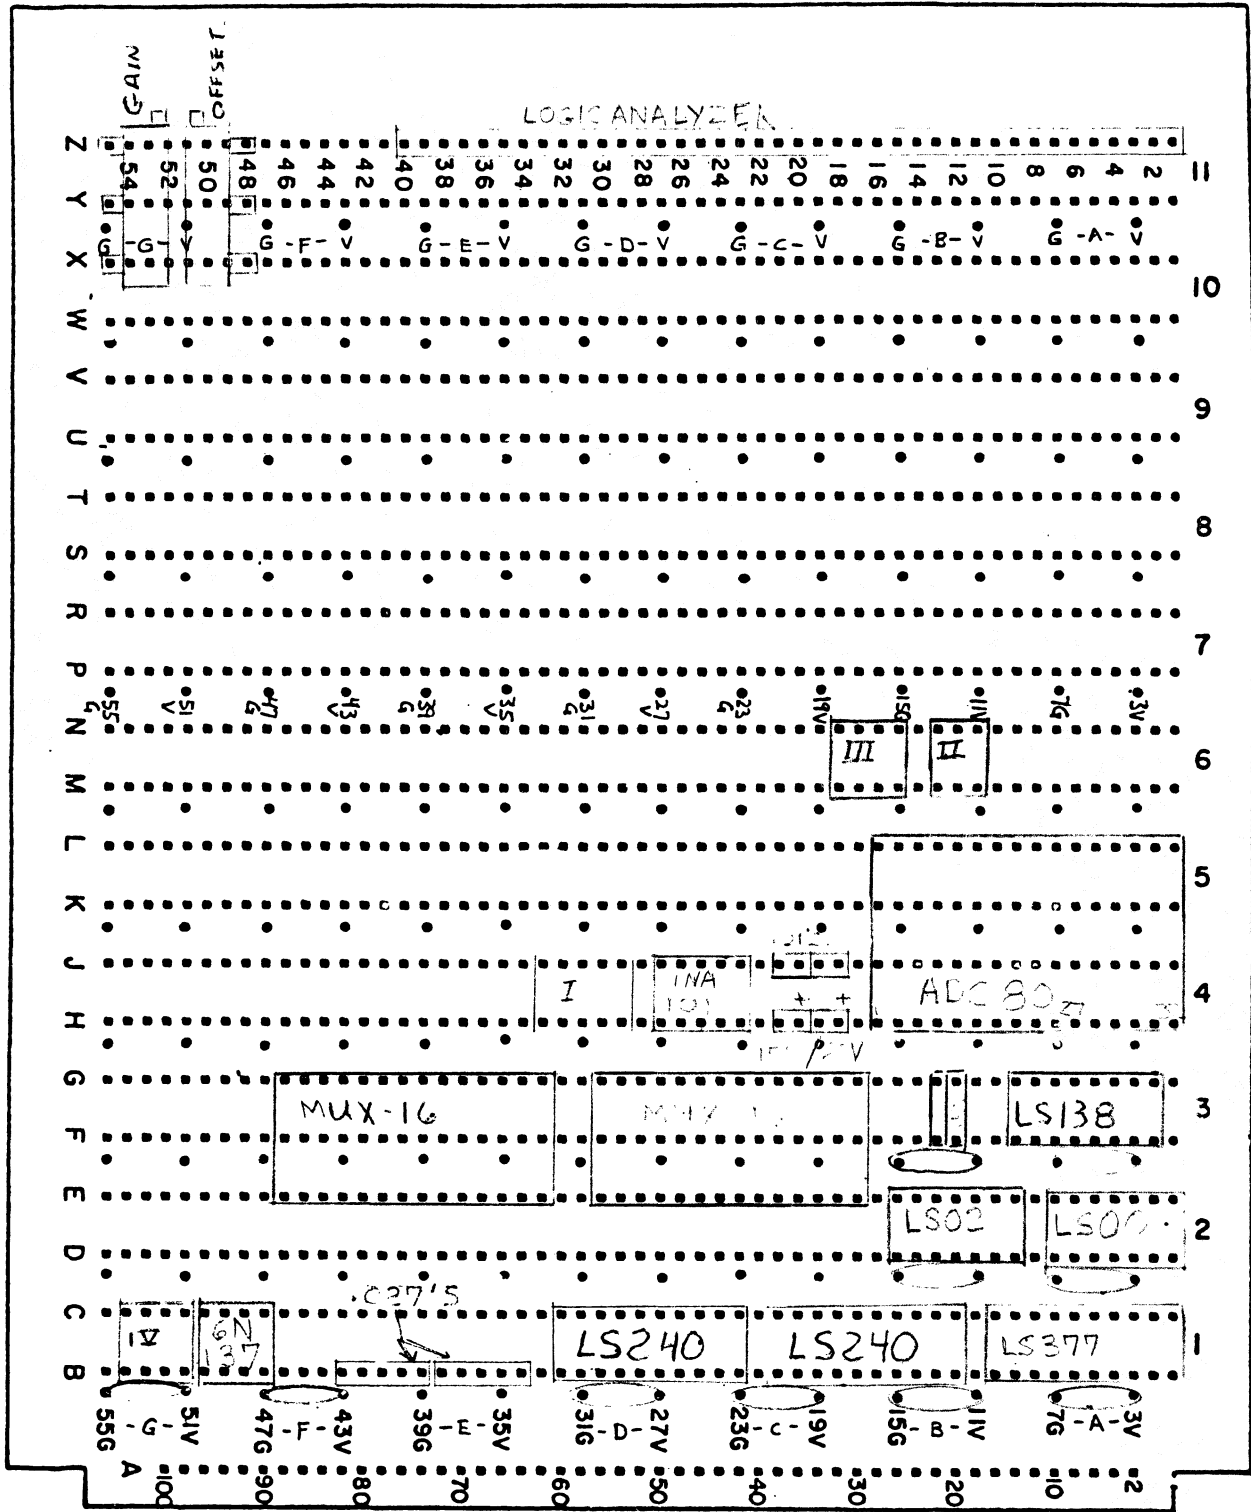 GAIN
OFFSET
LOGIC ANALYZER
Z 54 52 50 48 46 44 42 40 38 36 34 32 30 28 26 24 22 20 18 16 14 12 10 8 6 4 2 11
Y
G -G- V G -F- V G -E- V G -D- V G -C- V G -B- V G -A- V
X
10
W
V
9
U
T
8
S
R
7
P
55G 51V 47G 43V 39G 35V 31G 27V 23G 19V 15G 11V 7G 3V
N
III II 6
M
L
5
K
J
I INA 101 + + ADC 80 4
H
G
MUX-16 LS138 3
F
E
LS02 LS00 2
D
C27'S
C
IV 6N 137 LS240 LS240 LS377 1
B
55G -G- 51V 47G -F- 43V 39G -E- 35V 31G -D- 27V 23G -C- 19V 15G -B- 11V 7G -A- 3V
A 100 90 80 70 60 50 40 30 20 10 2